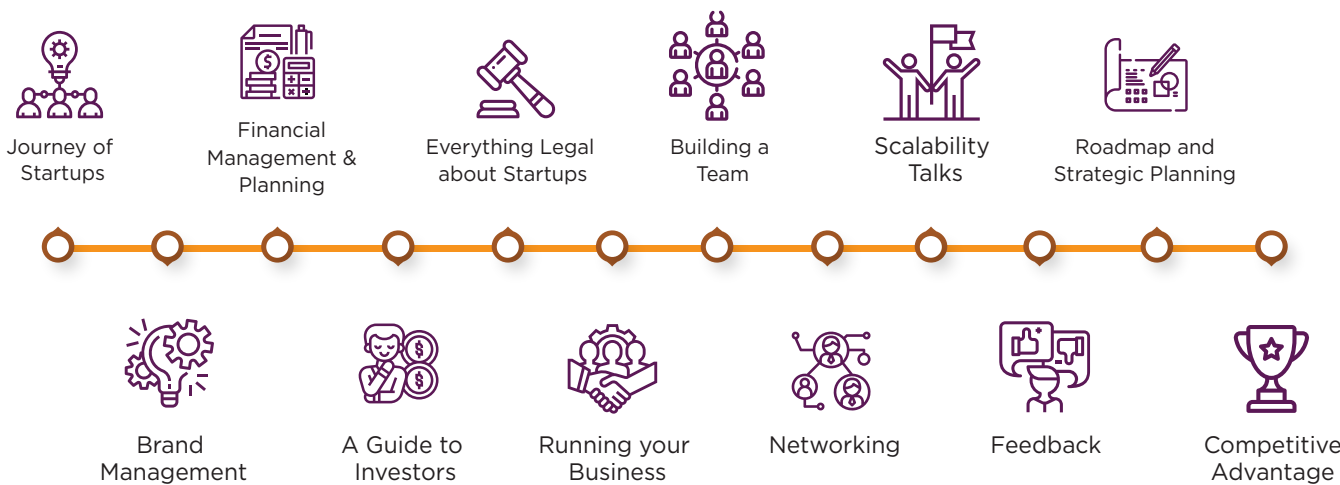 Journey of
Startups
Financial
Management &
Planning
Everything Legal
about Startups
Building a
Team
Scalability
Talks
Roadmap and
Strategic Planning
Brand
Management
A Guide to
Investors
Running your
Business
Networking
Feedback
Competitive
Advantage